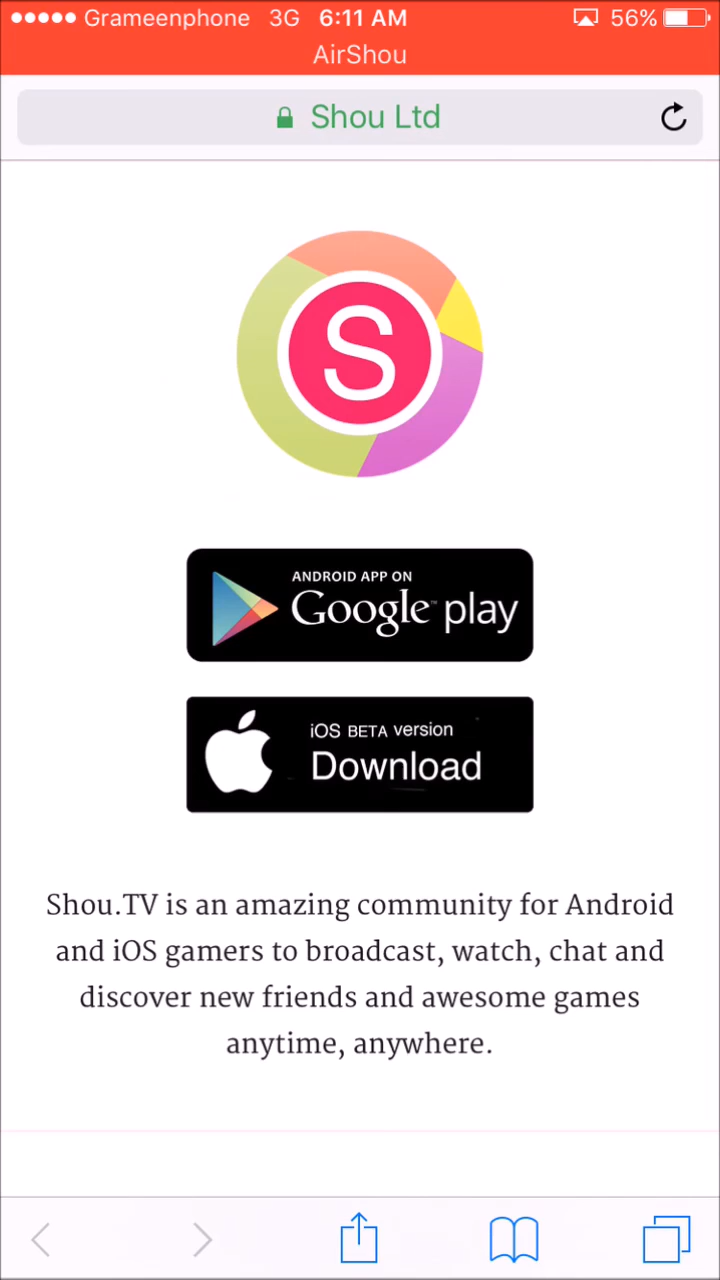 Grameenphone 3G 6:11 AM 56%
AirShou
Shou Ltd
S
ANDROID APP ON
Google play
iOS BETA version
Download
Shou.TV is an amazing community for Android
and iOS gamers to broadcast, watch, chat and
discover new friends and awesome games
anytime, anywhere.